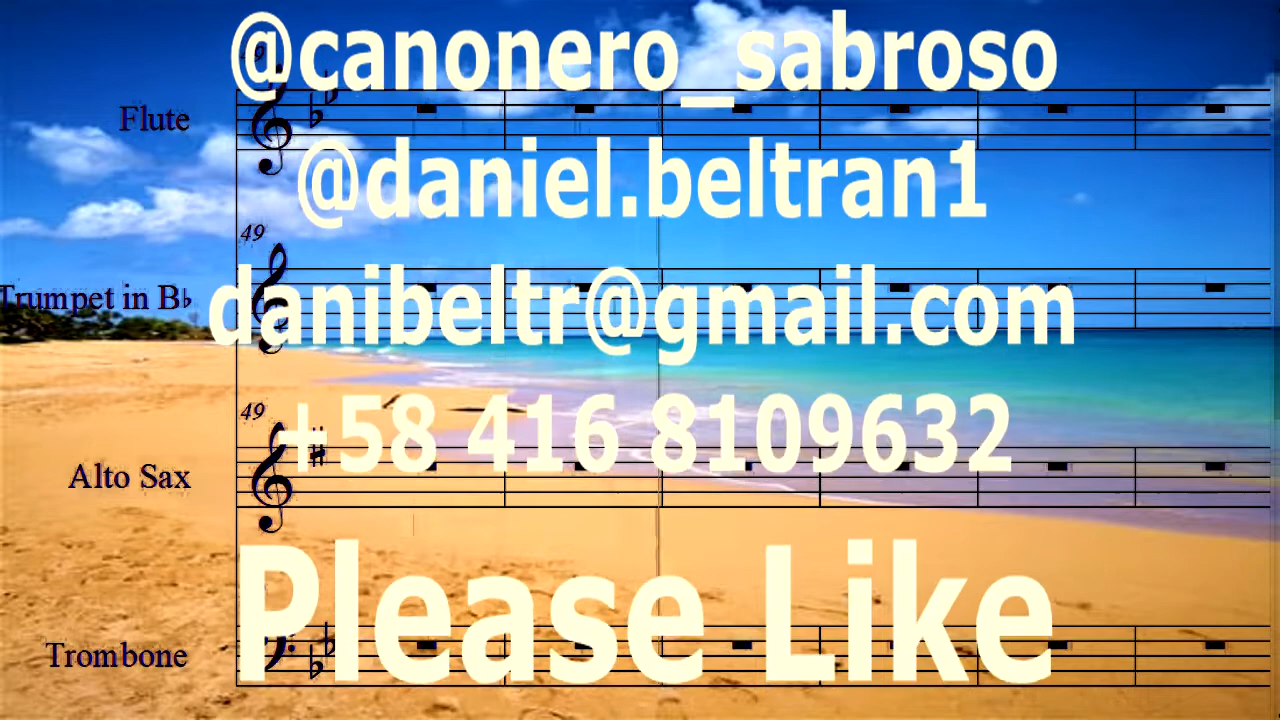 @canonero_sabroso
Flute
@daniel.beltran1
49
Trumpet in B♭
danibeltr@gmail.com
49
+58 416 8109632
Alto Sax
Please Like
Trombone